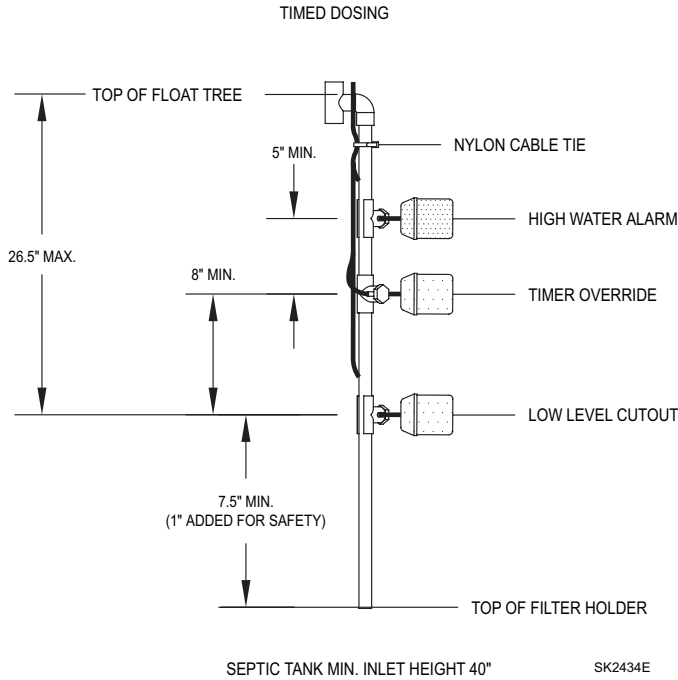 TIMED DOSING
TOP OF FLOAT TREE
NYLON CABLE TIE
5" MIN.
HIGH WATER ALARM
26.5" MAX.
8" MIN.
TIMER OVERRIDE
LOW LEVEL CUTOUT
7.5" MIN.
(1" ADDED FOR SAFETY)
TOP OF FILTER HOLDER
SEPTIC TANK MIN. INLET HEIGHT 40"
SK2434E